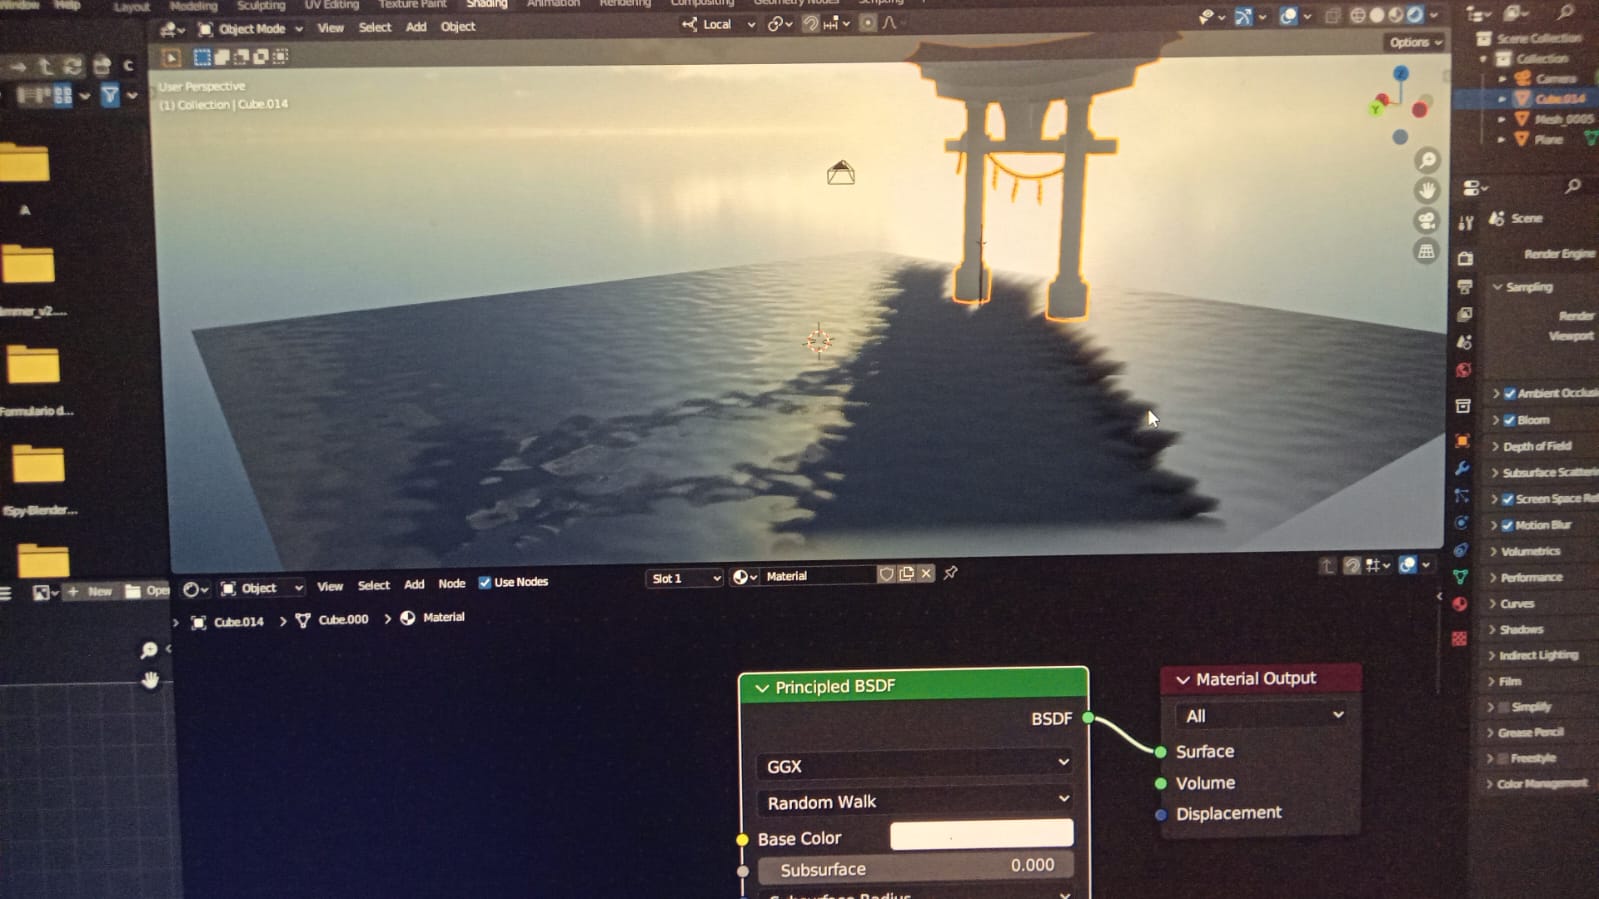 Window Help Layout Modeling Sculpting UV Editing Texture Paint Shading Animation Rendering Compositing Geometry Nodes Scripting
Object Mode View Select Add Object Local
Options
User Perspective
(1) Collection | Cube.014
Scene Collection
Collection
Camera
Cube.014
Mesh_0005
Plane
Scene
Render Engine
Sampling
Render
Viewport
Ambient Occlusi
Bloom
Depth of Field
Subsurface Scatterin
Screen Space Ref
Motion Blur
Volumetrics
Performance
Curves
Shadows
Indirect Lighting
Film
Simplify
Grease Pencil
Freestyle
Color Management
A
immer_v2....
Formulario d...
fSpy-Blender...
New Open
Object View Select Add Node Use Nodes Slot 1 Material
Cube.014 > Cube.000 > Material
Principled BSDF
BSDF
GGX
Random Walk
Base Color
Subsurface 0.000
Subsurface Radius
Material Output
All
Surface
Volume
Displacement